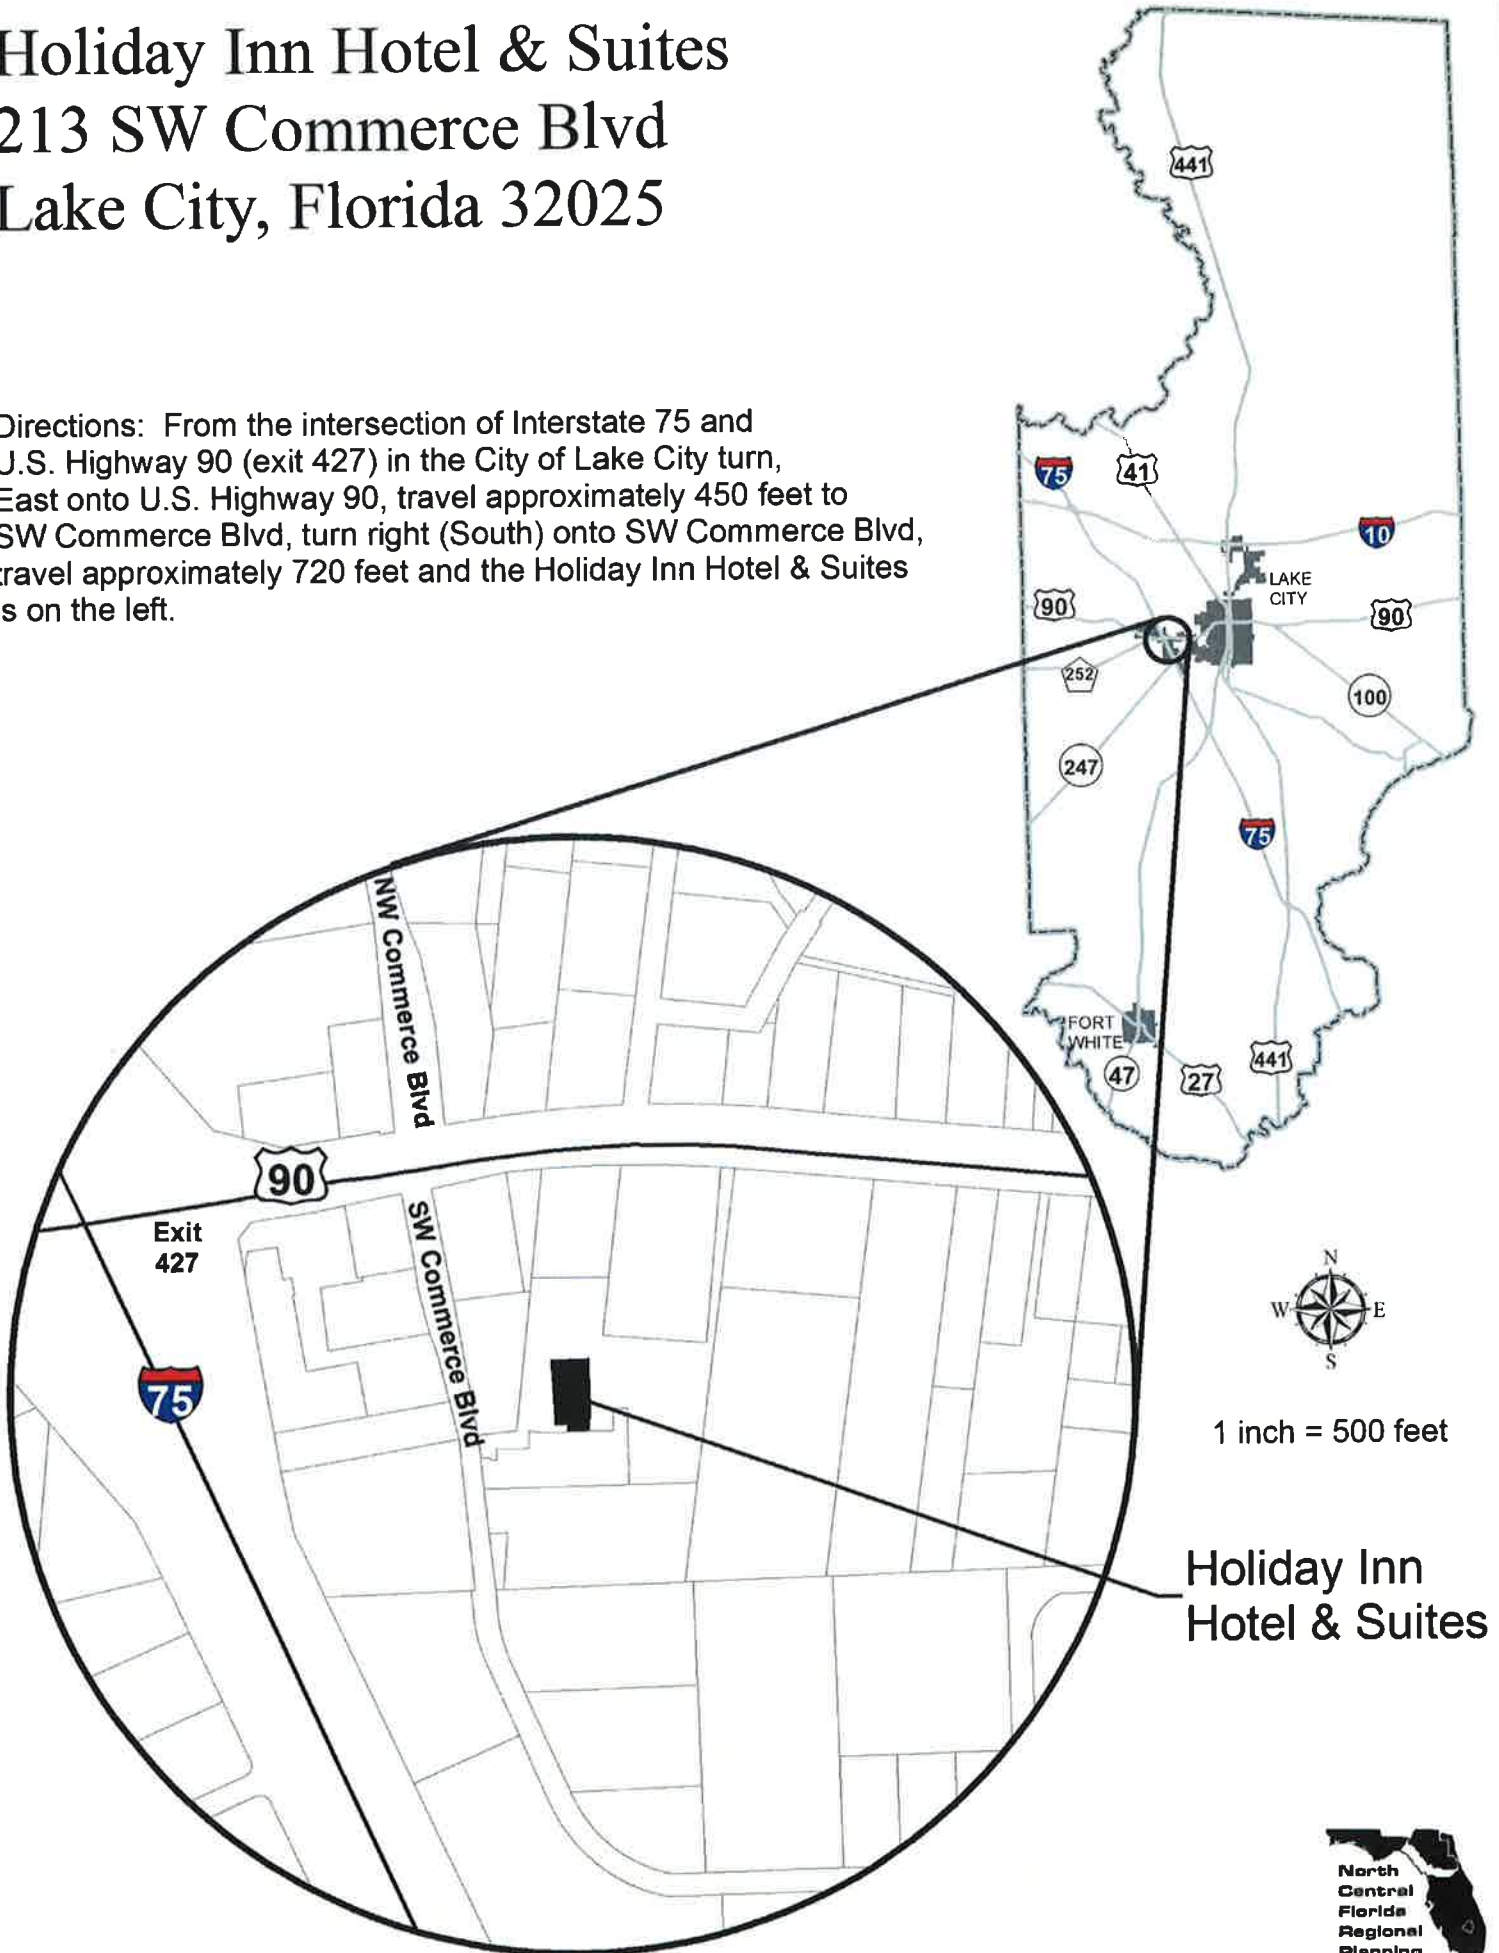 Holiday Inn Hotel & Suites
213 SW Commerce Blvd
Lake City, Florida 32025
Directions: From the intersection of Interstate 75 and
U.S. Highway 90 (exit 427) in the City of Lake City turn,
East onto U.S. Highway 90, travel approximately 450 feet to
SW Commerce Blvd, turn right (South) onto SW Commerce Blvd,
travel approximately 720 feet and the Holiday Inn Hotel & Suites
is on the left.
441
75
41
10
LAKE
CITY
90
90
252
100
247
75
FORT
WHITE
47
27
441
NW Commerce Blvd
90
Exit
427
SW Commerce Blvd
75
N
W
E
S
1 inch = 500 feet
Holiday Inn
Hotel & Suites
North
Central
Florida
Regional
Planning